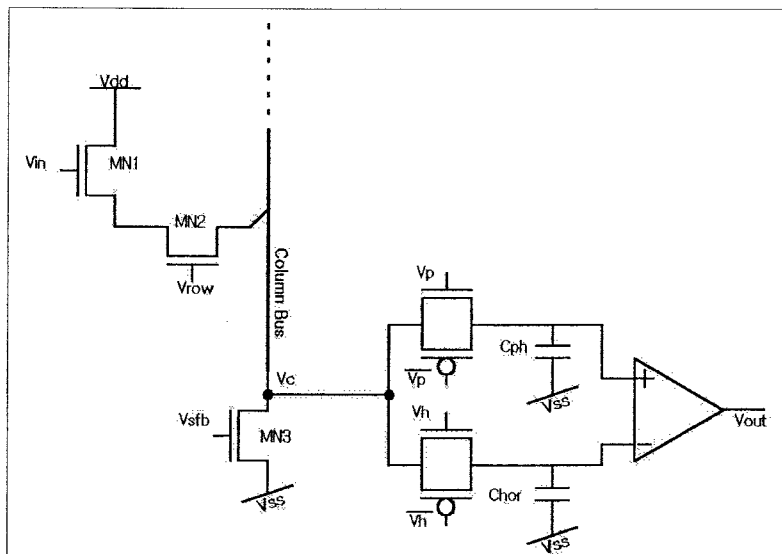 Vdd
Vin
MN1
MN2
Vrow
Column Bus
Vc
Vsfb
MN3
Vss
Vp
Vp
Cph
Vss
Vh
Vh
Chor
Vss
+
−
Vout